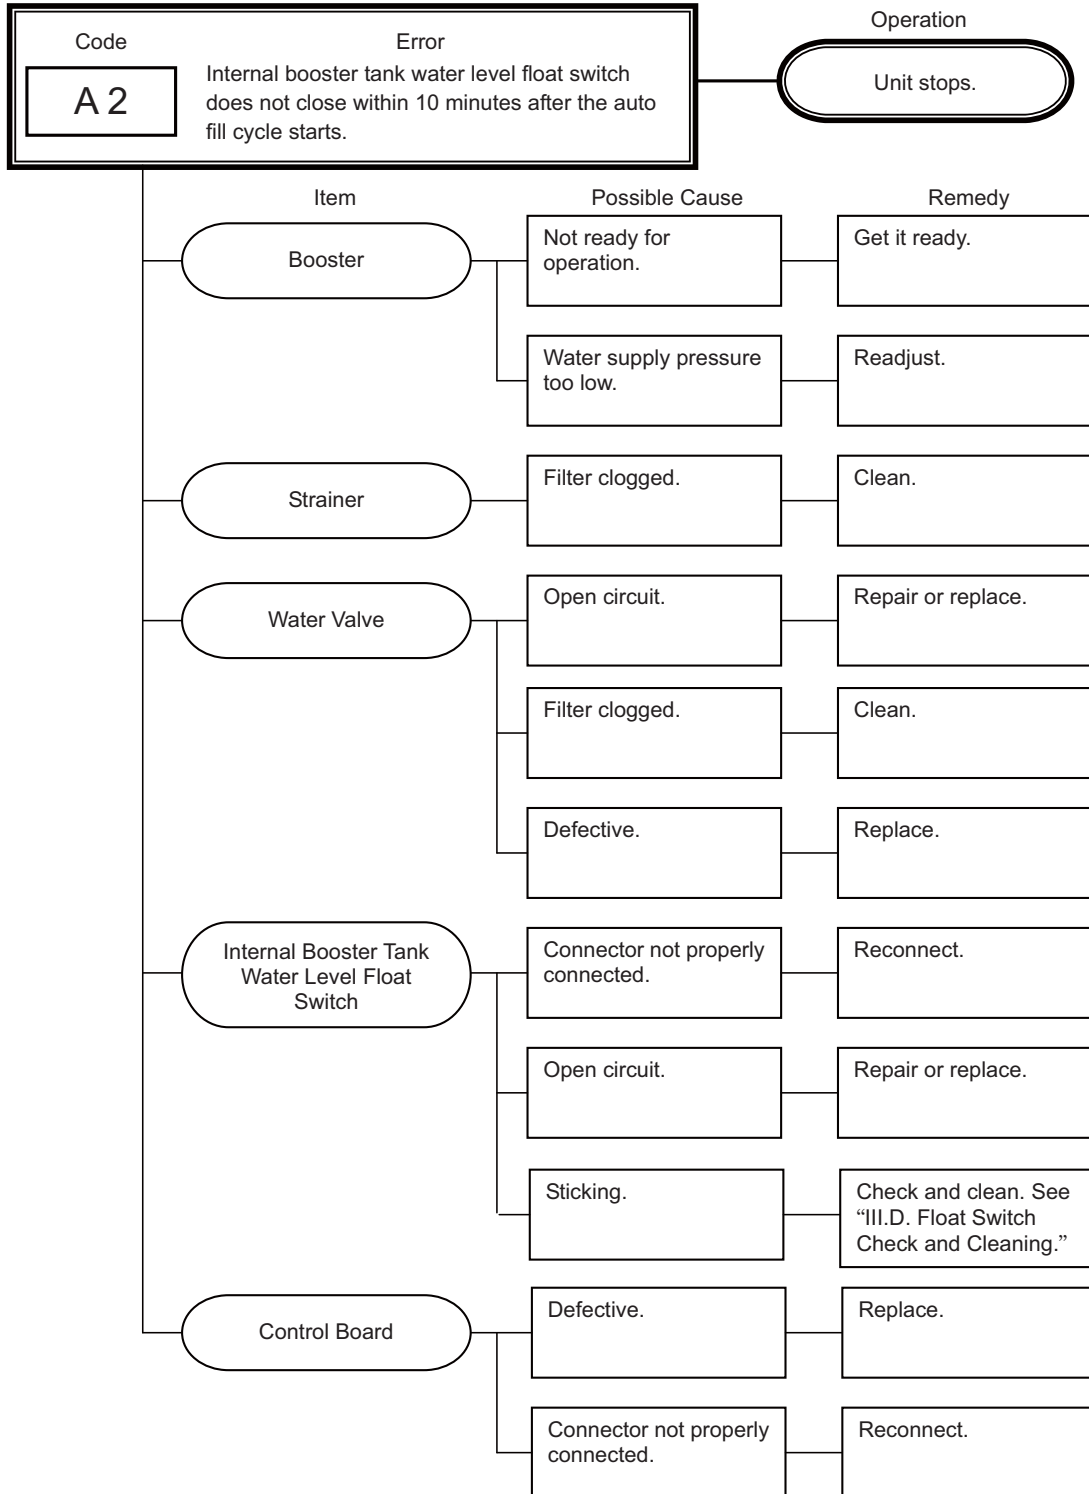 Code
Error
Operation
A 2
Internal booster tank water level float switch
does not close within 10 minutes after the auto
fill cycle starts.
Unit stops.
Item
Possible Cause
Remedy
Booster
Not ready for
operation.
Get it ready.
Water supply pressure
too low.
Readjust.
Strainer
Filter clogged.
Clean.
Water Valve
Open circuit.
Repair or replace.
Filter clogged.
Clean.
Defective.
Replace.
Internal Booster Tank
Water Level Float
Switch
Connector not properly
connected.
Reconnect.
Open circuit.
Repair or replace.
Sticking.
Check and clean. See
“III.D. Float Switch
Check and Cleaning.”
Control Board
Defective.
Replace.
Connector not properly
connected.
Reconnect.